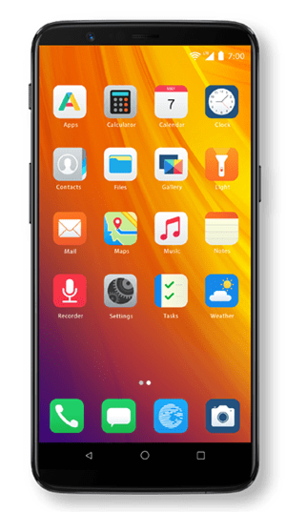 7:00
Apps Calculator Calendar Clock
MAY
7
Contacts Files Gallery Light
Mail Maps Music Notes
Recorder Settings Tasks Weather